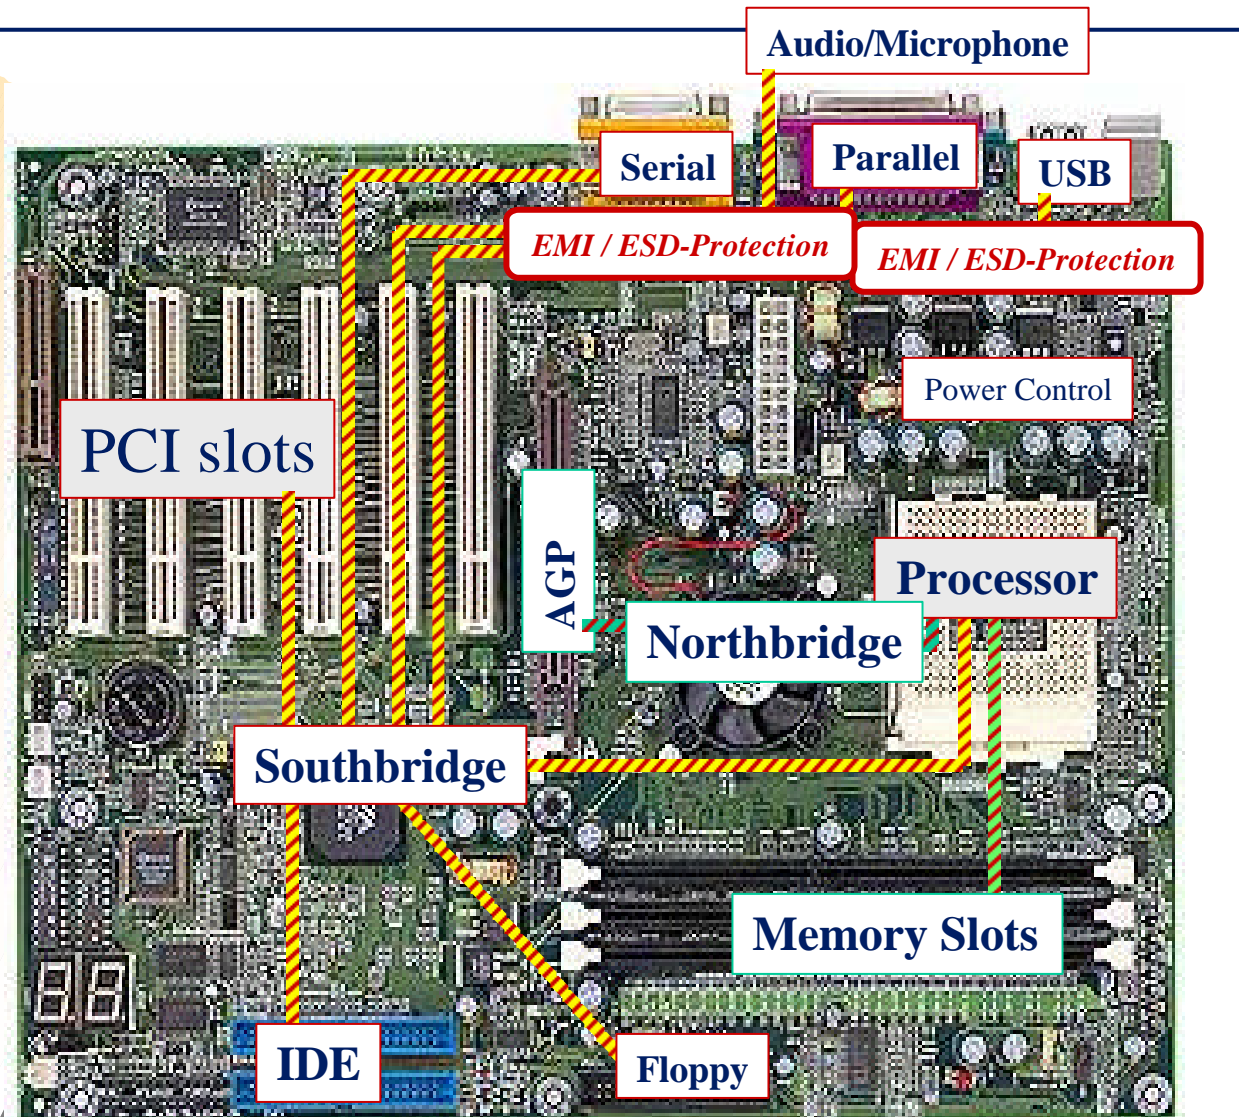 Audio/Microphone
Serial
Parallel
USB
EMI / ESD-Protection
EMI / ESD-Protection
Power Control
PCI slots
AGP
Processor
Northbridge
Southbridge
Memory Slots
IDE
Floppy
88